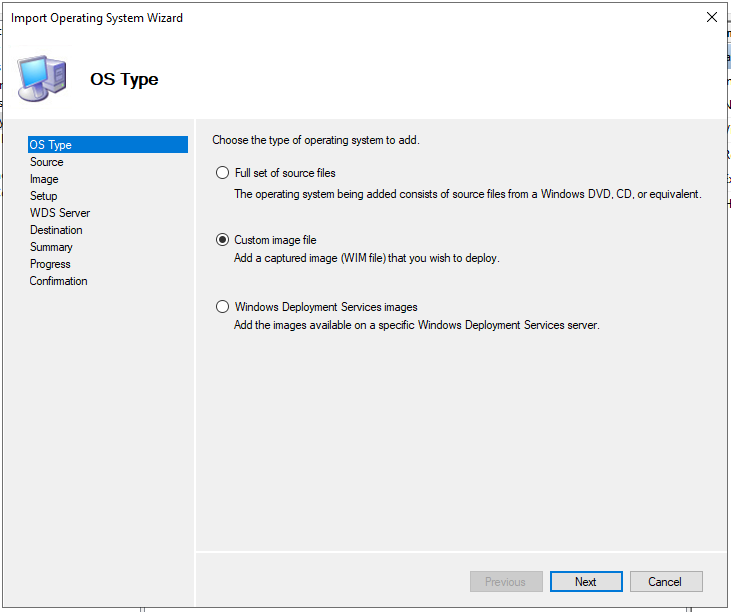 Import Operating System Wizard
OS Type
OS Type
Source
Image
Setup
WDS Server
Destination
Summary
Progress
Confirmation
Choose the type of operating system to add.
Full set of source files
The operating system being added consists of source files from a Windows DVD, CD, or equivalent.
Custom image file
Add a captured image (WIM file) that you wish to deploy.
Windows Deployment Services images
Add the images available on a specific Windows Deployment Services server.
Previous
Next
Cancel